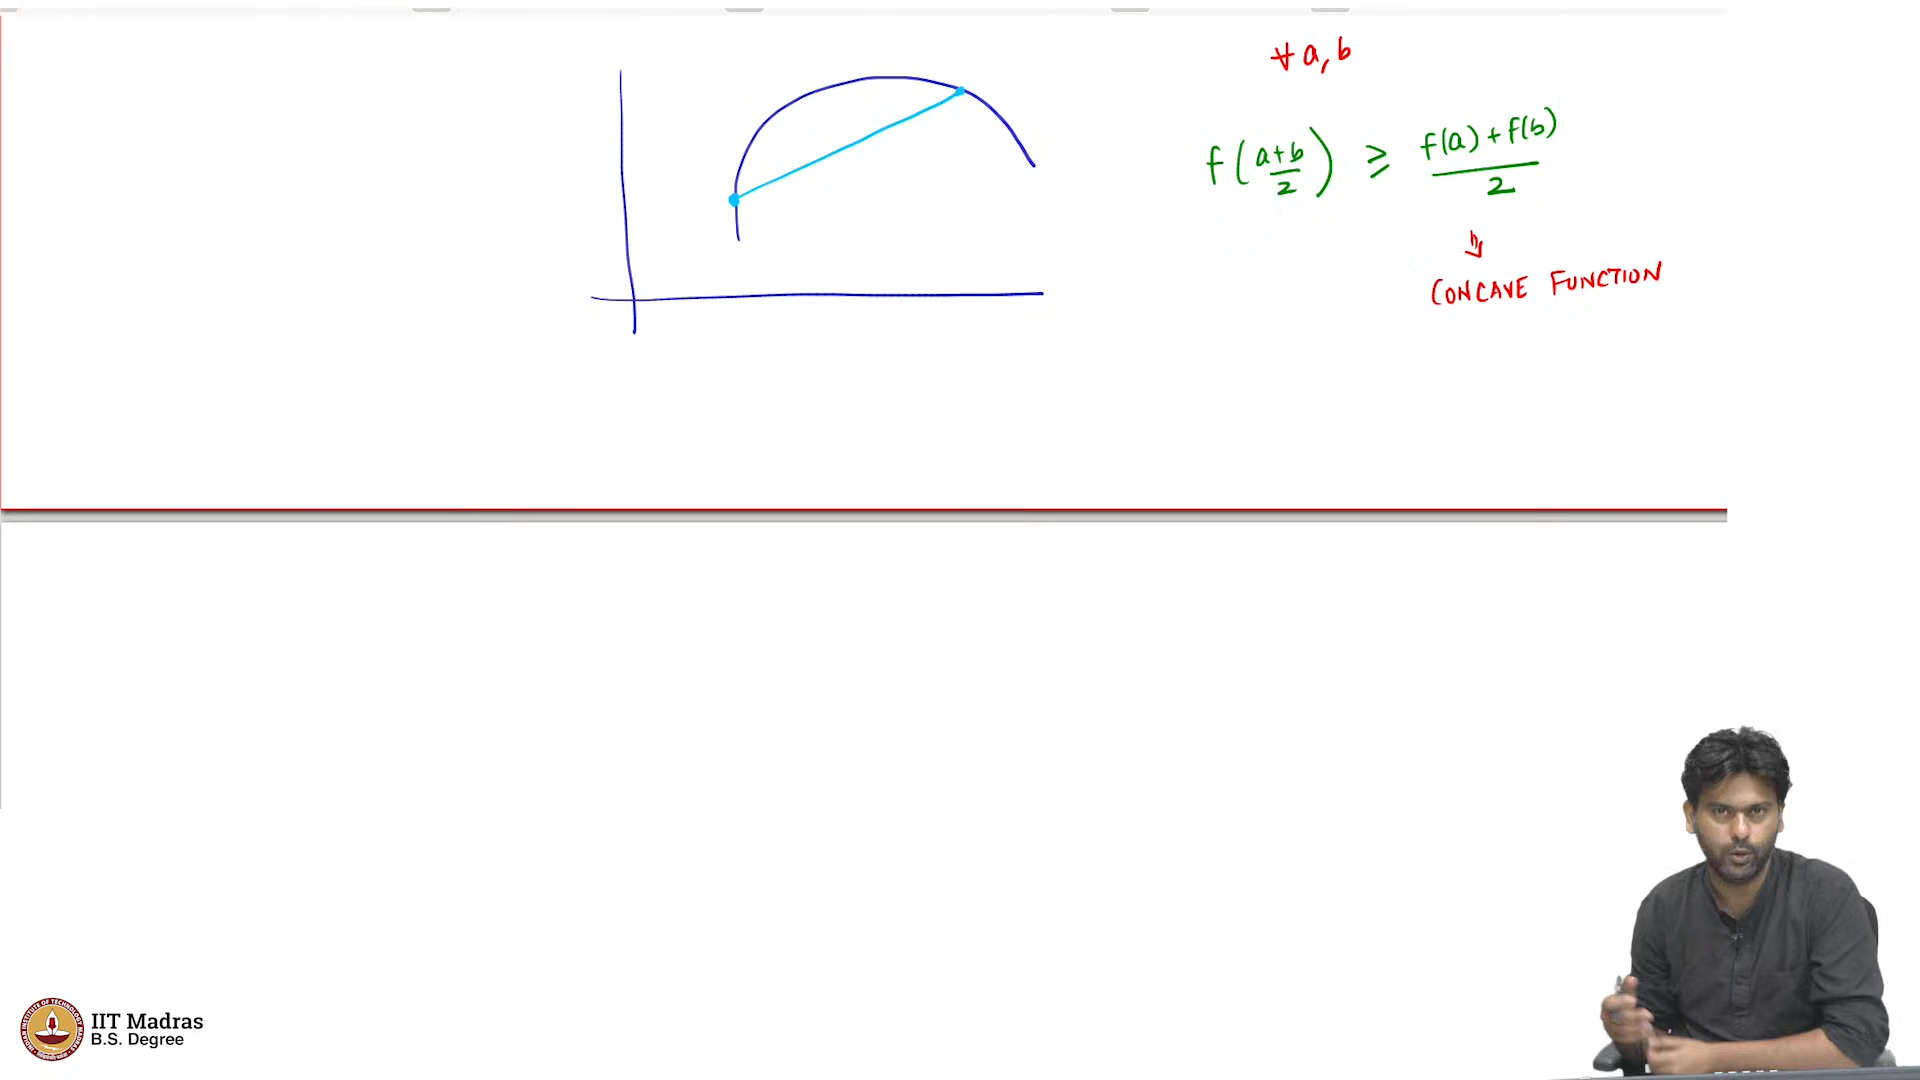 ∀ a, b
f(a+b/2) ≥ f(a) + f(b)/2
CONCAVE FUNCTION
IIT Madras
B.S. Degree